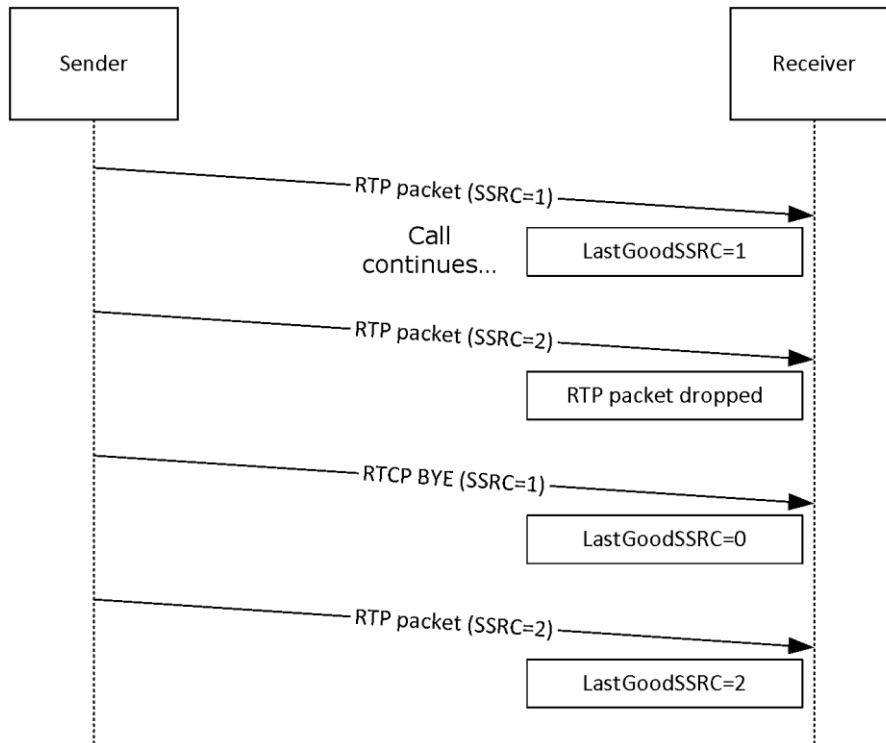 Sender
Receiver
RTP packet (SSRC=1)
Call
continues...
LastGoodSSRC=1
RTP packet (SSRC=2)
RTP packet dropped
RTCP BYE (SSRC=1)
LastGoodSSRC=0
RTP packet (SSRC=2)
LastGoodSSRC=2